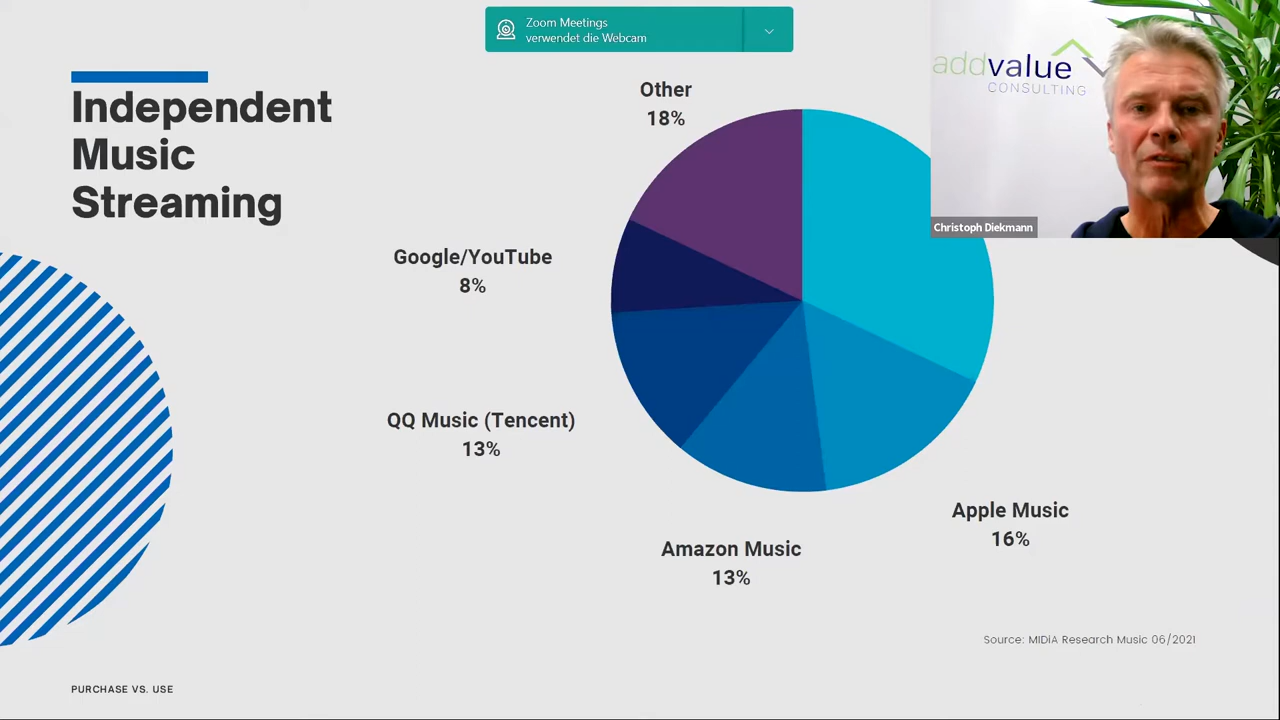 Zoom Meetings
verwendet die Webcam
addvalue
CONSULTING
Christoph Diekmann
Independent
Music
Streaming
Other
18%
Google/YouTube
8%
QQ Music (Tencent)
13%
Amazon Music
13%
Apple Music
16%
Source: MIDiA Research Music 06/2021
PURCHASE VS. USE